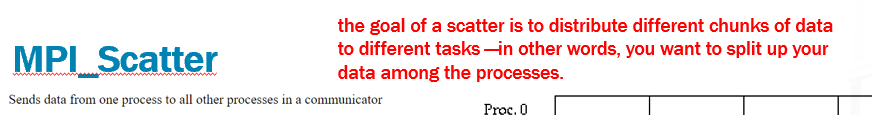 the goal of a scatter is to distribute different chunks of data
to different tasks —in other words, you want to split up your
data among the processes.
MPI_Scatter
Sends data from one process to all other processes in a communicator
Proc. 0